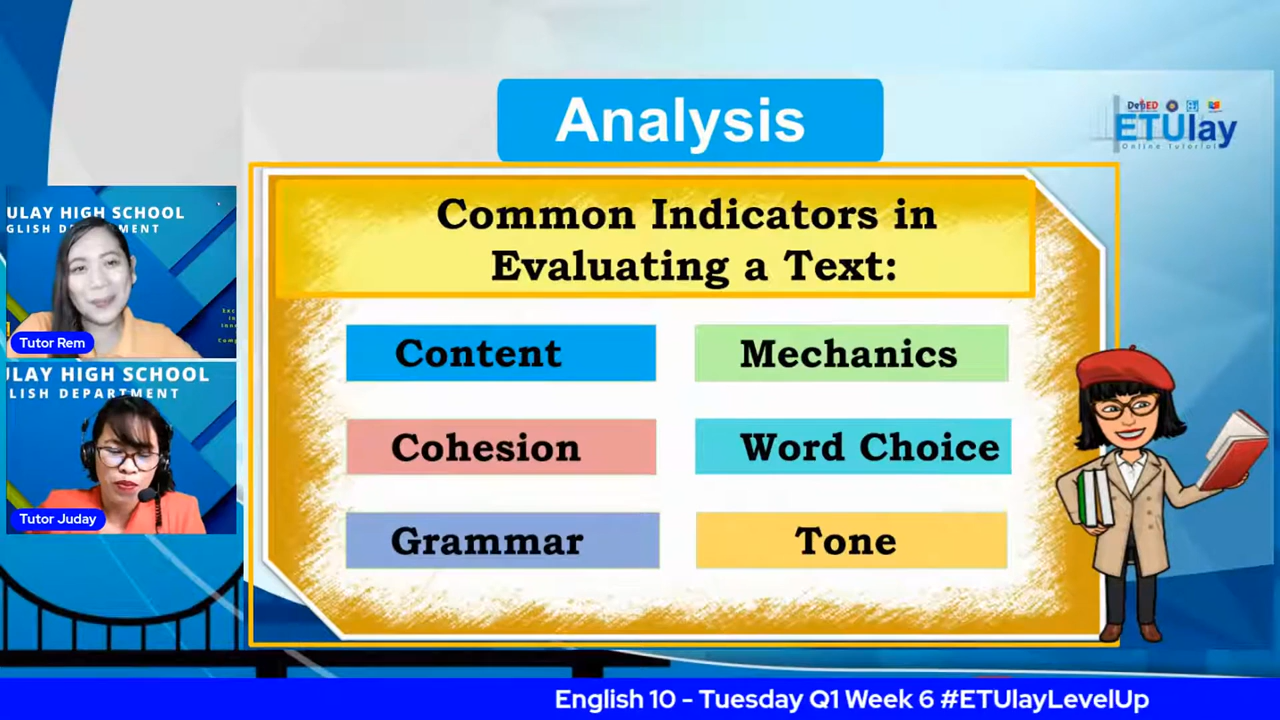 Analysis
DepED
ETUlay
Online Tutorial
ULAY HIGH SCHOOL
GLISH DEPARTMENT
Tutor Rem
ULAY HIGH SCHOOL
LISH DEPARTMENT
Tutor Juday
Common Indicators in
Evaluating a Text:
Content
Mechanics
Cohesion
Word Choice
Grammar
Tone
English 10 - Tuesday Q1 Week 6 #ETUlayLevelUp